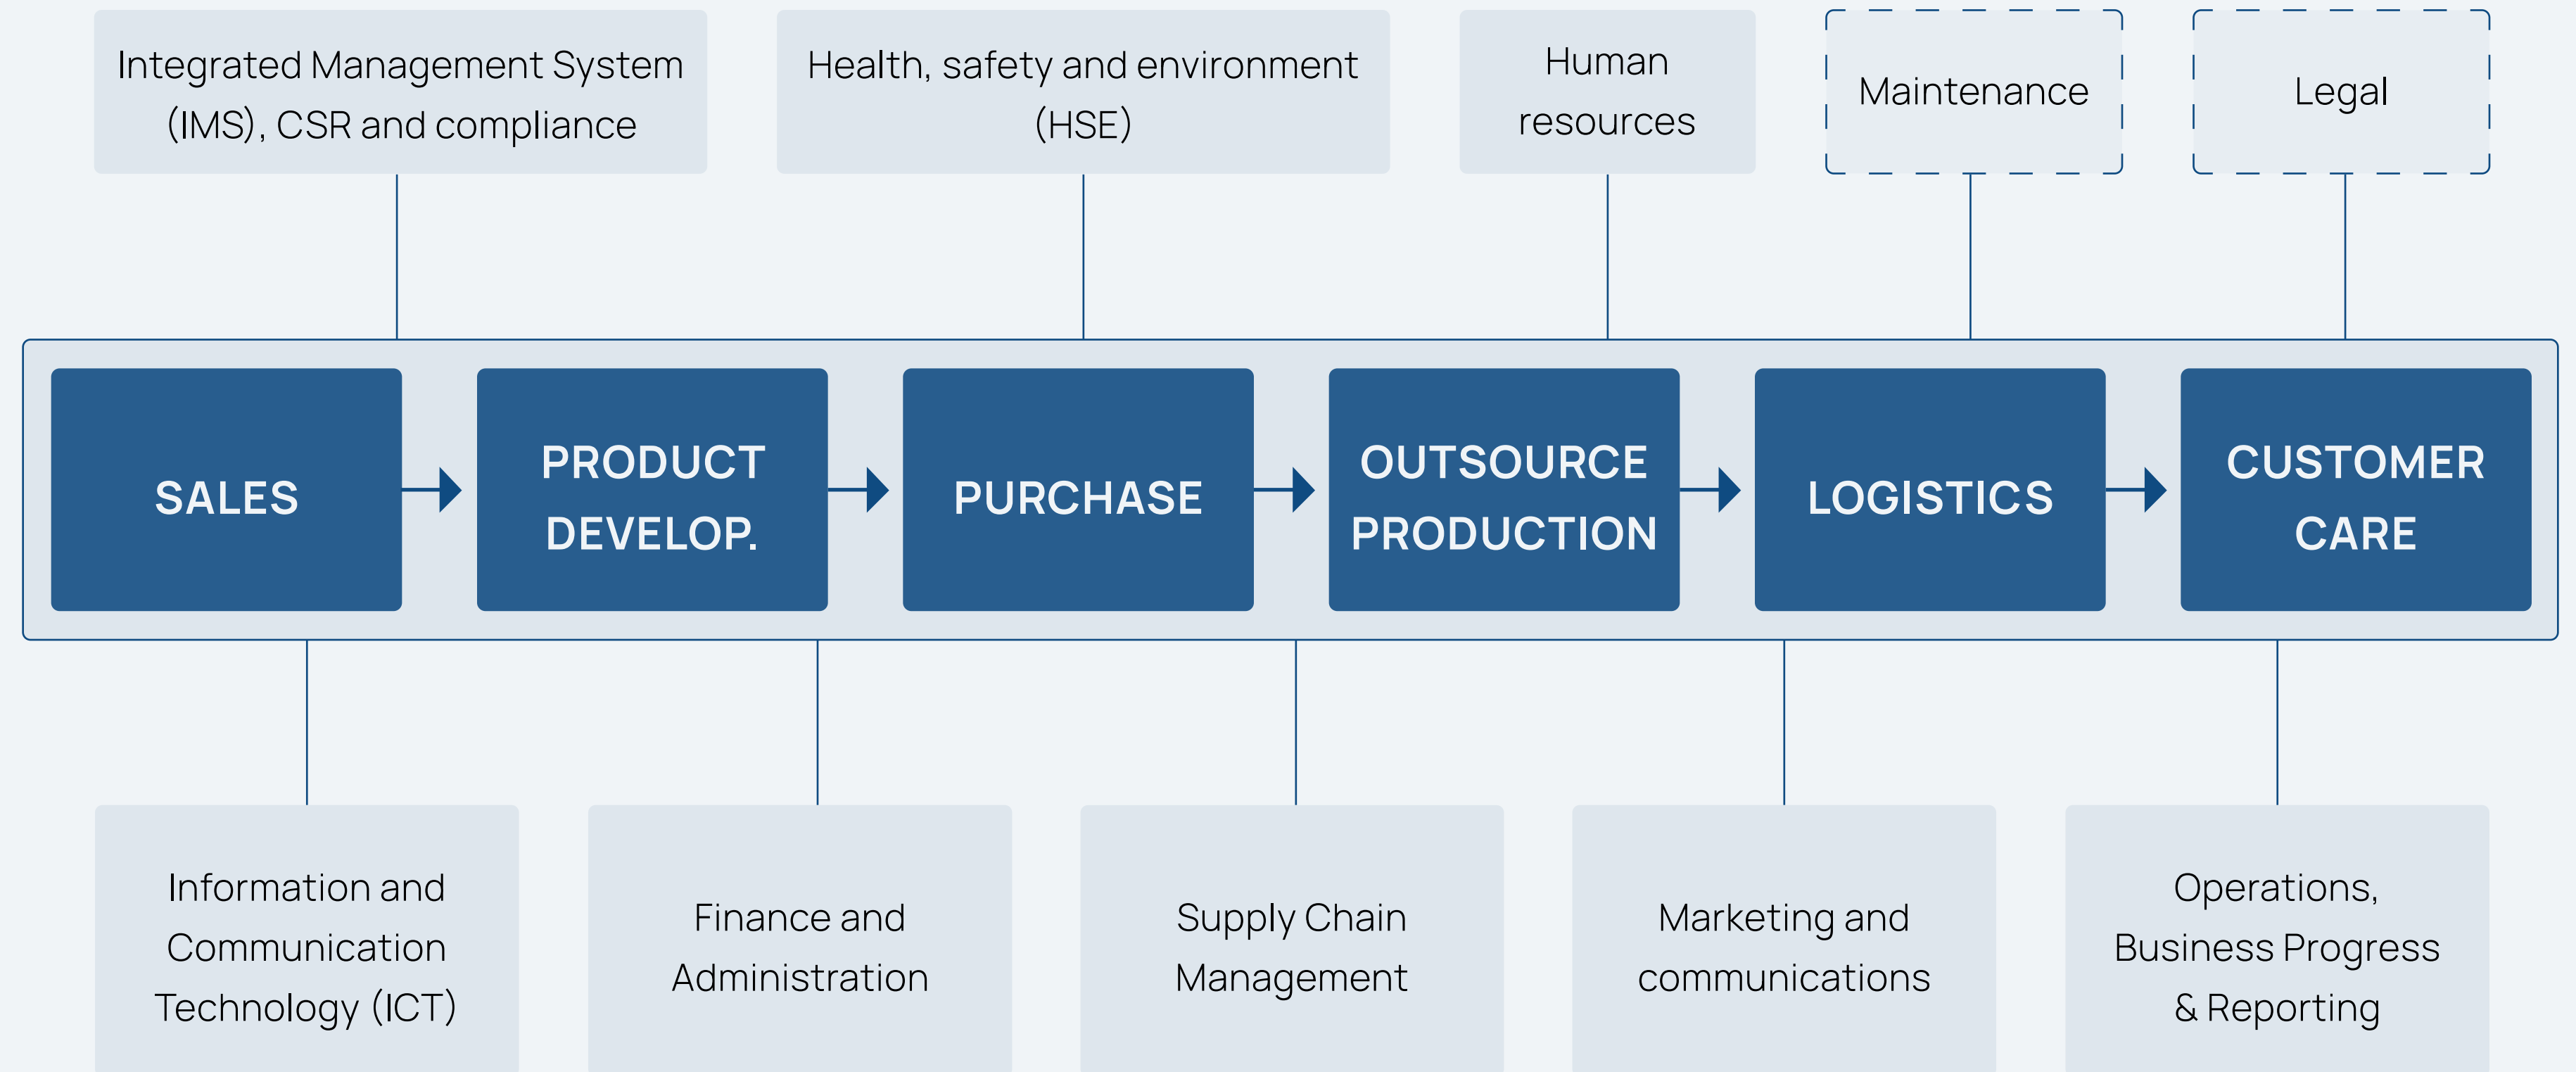 Integrated Management System
(IMS), CSR and compliance
Health, safety and environment
(HSE)
Human
resources
Maintenance
Legal
SALES
PRODUCT
DEVELOP.
PURCHASE
OUTSOURCE
PRODUCTION
LOGISTICS
CUSTOMER
CARE
Information and
Communication
Technology (ICT)
Finance and
Administration
Supply Chain
Management
Marketing and
communications
Operations,
Business Progress
& Reporting